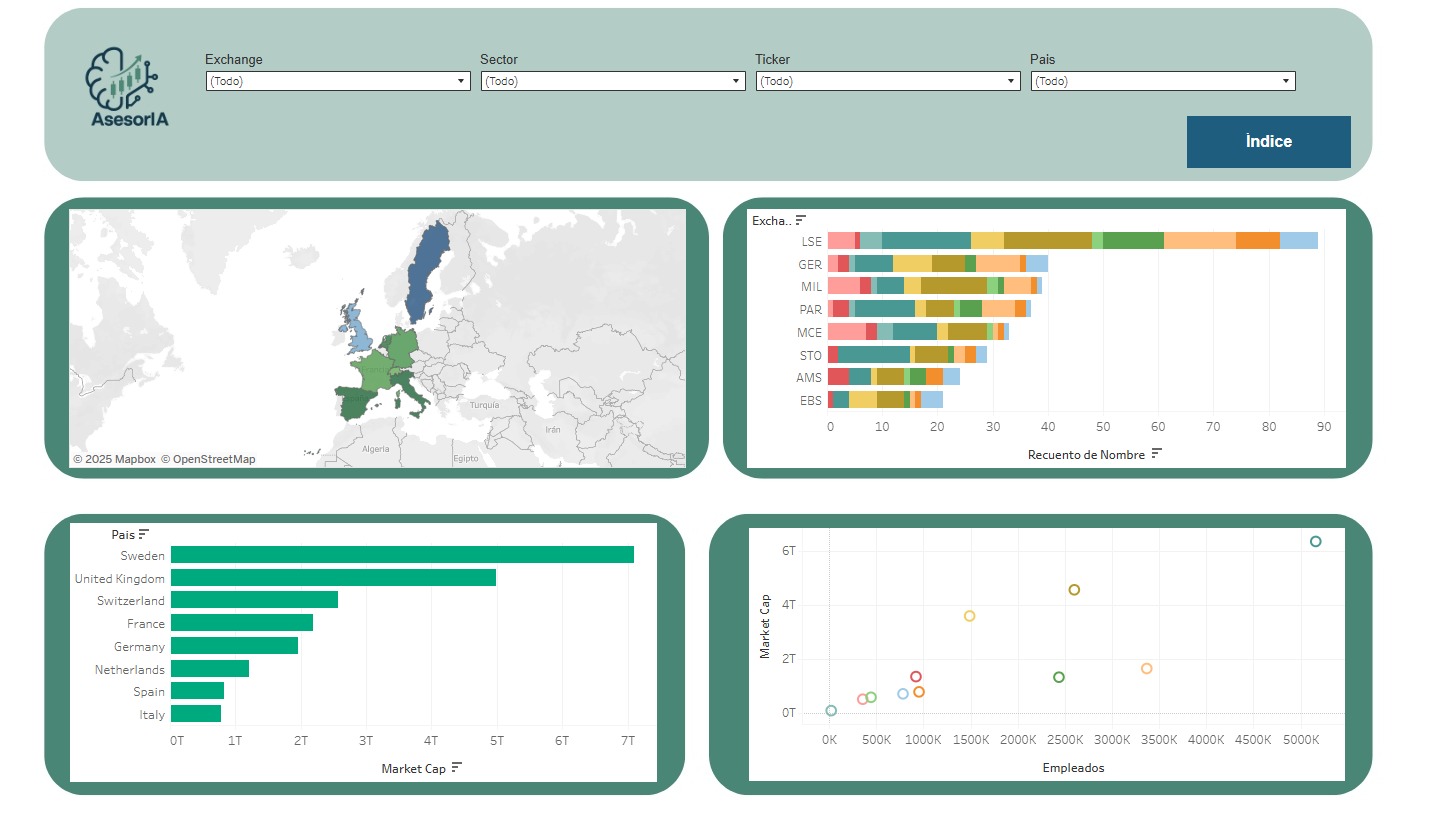 Exchange
Sector
Ticker
Pais
(Todo)
(Todo)
(Todo)
(Todo)
AsesorIA
Índice
Turquía
Irán
Algeria
Egipto
© 2025 Mapbox © OpenStreetMap
Excha..
LSE
GER
MIL
PAR
MCE
STO
AMS
EBS
0 10 20 30 40 50 60 70 80 90
Recuento de Nombre
Pais
Sweden
United Kingdom
Switzerland
France
Germany
Netherlands
Spain
Italy
0T 1T 2T 3T 4T 5T 6T 7T
Market Cap
Market Cap
6T
4T
2T
0T
0K 500K 1000K 1500K 2000K 2500K 3000K 3500K 4000K 4500K 5000K
Empleados